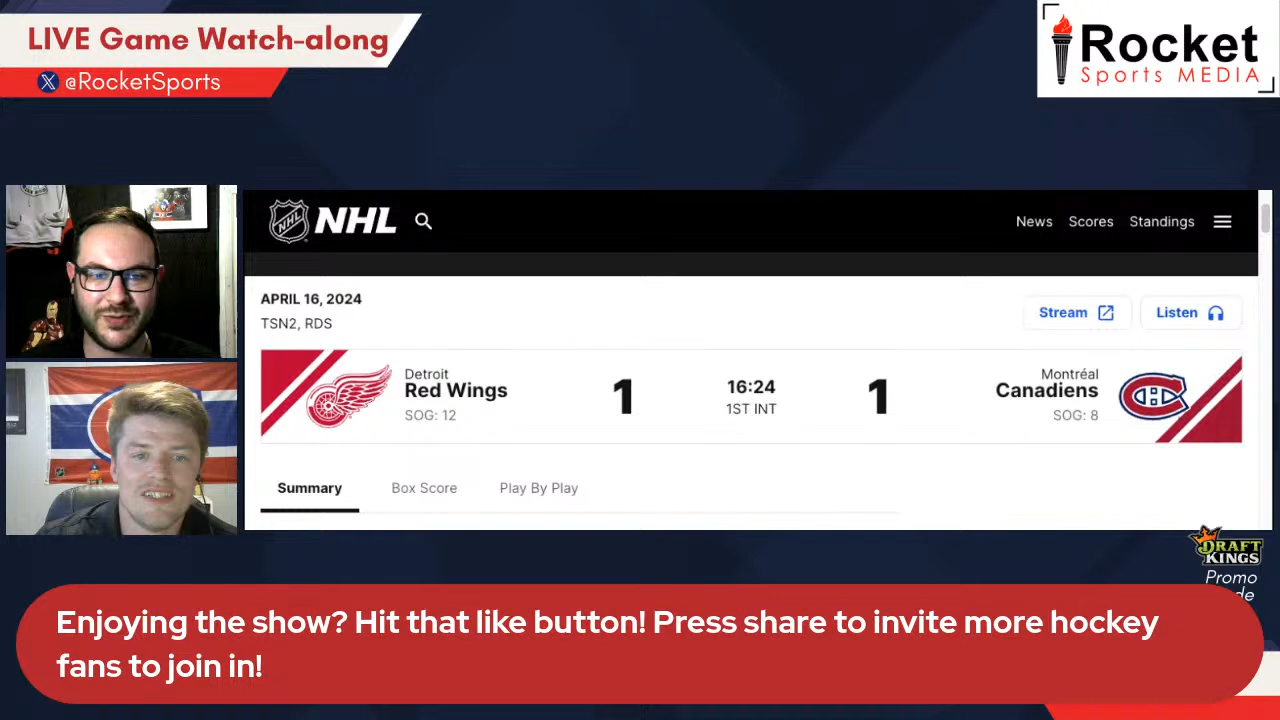 LIVE Game Watch-along
@RocketSports
Rocket
Sports MEDIA
NHL
NHL
News Scores Standings
APRIL 16, 2024
TSN2, RDS
Stream
Listen
Detroit
Red Wings
SOG: 12
1
16:24
1ST INT
1
Montréal
Canadiens
SOG: 8
Summary
Box Score
Play By Play
DRAFT
KINGS
Promo
Enjoying the show? Hit that like button! Press share to invite more hockey
fans to join in!